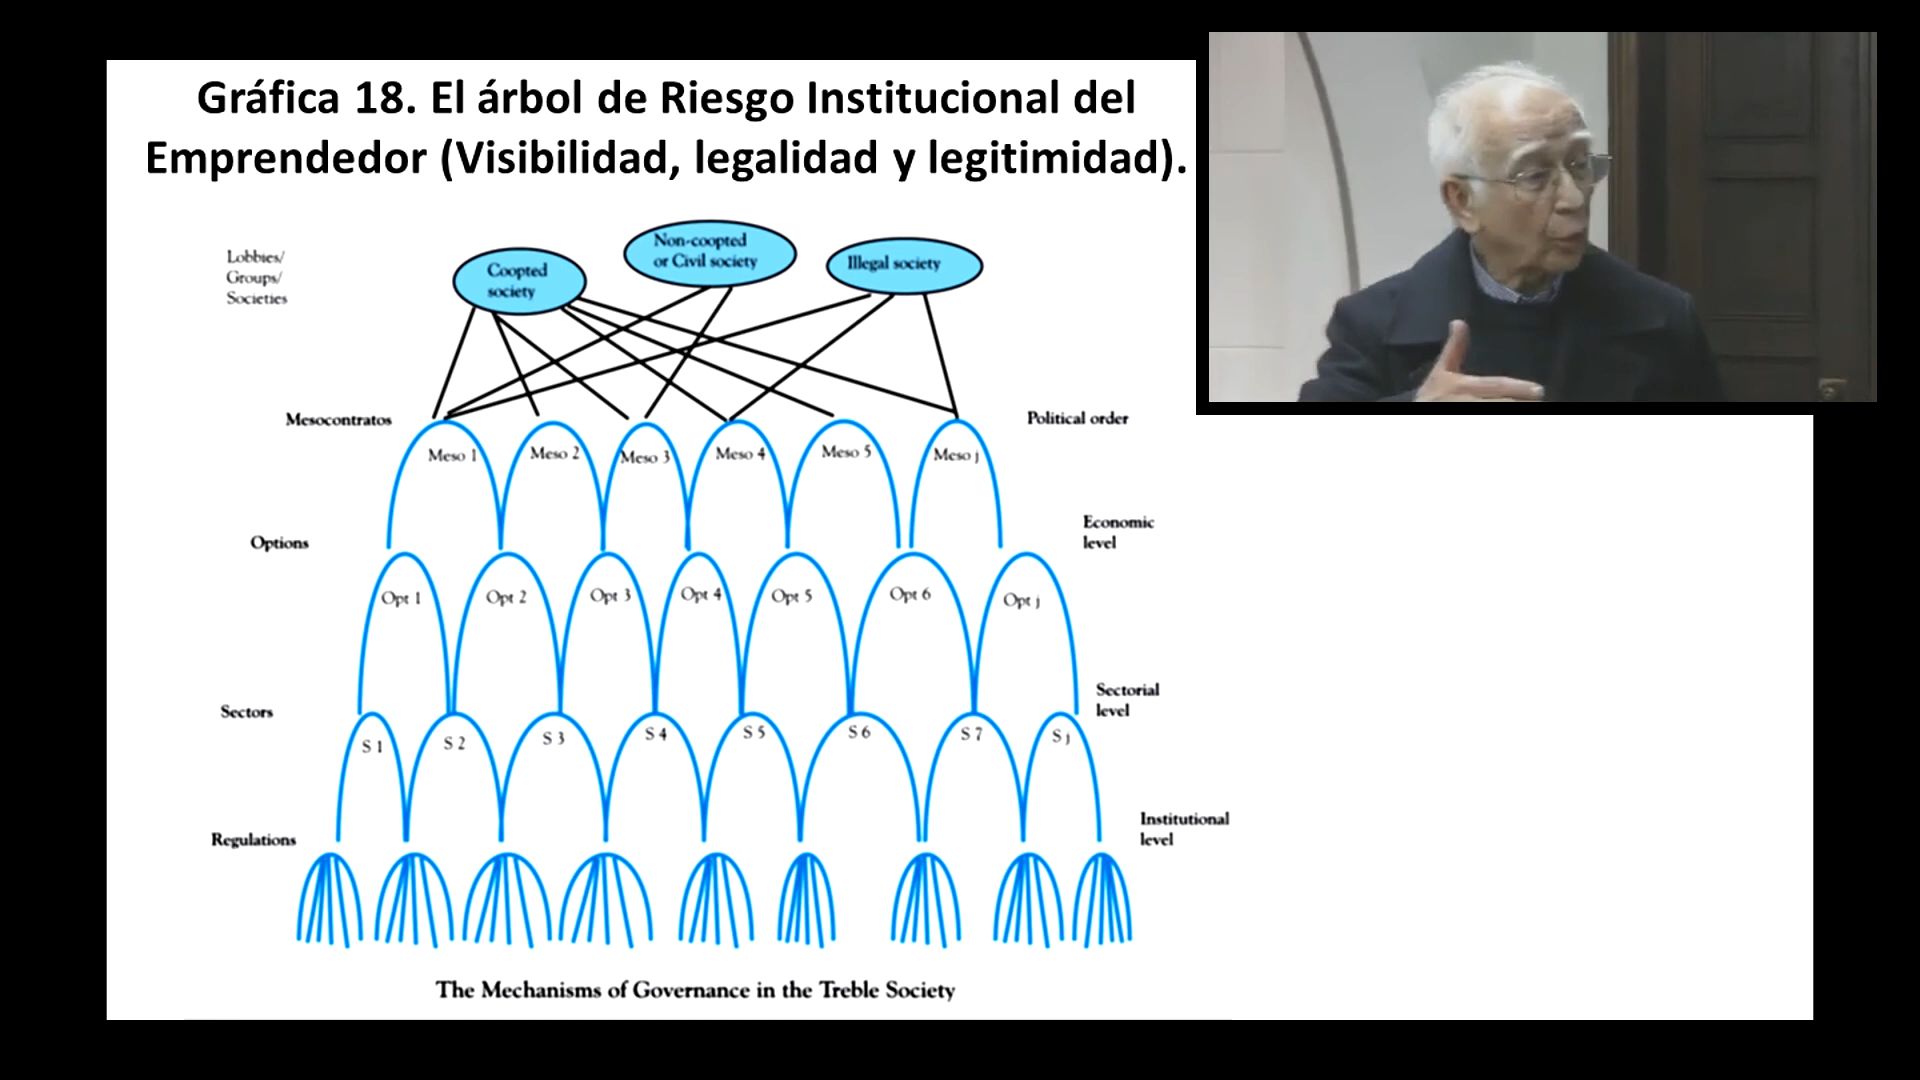 Gráfica 18. El árbol de Riesgo Institucional del
Emprendedor (Visibilidad, legalidad y legitimidad).
Lobbies/
Groups/
Societies
Coopted
society
Non-coopted
or Civil society
Illegal society
Mesocontratos
Political order
Meso 1
Meso 2
Meso 3
Meso 4
Meso 5
Meso j
Options
Economic
level
Opt 1
Opt 2
Opt 3
Opt 4
Opt 5
Opt 6
Opt j
Sectors
Sectorial
level
S 1
S 2
S 3
S 4
S 5
S 6
S 7
S j
Regulations
Institutional
level
The Mechanisms of Governance in the Treble Society